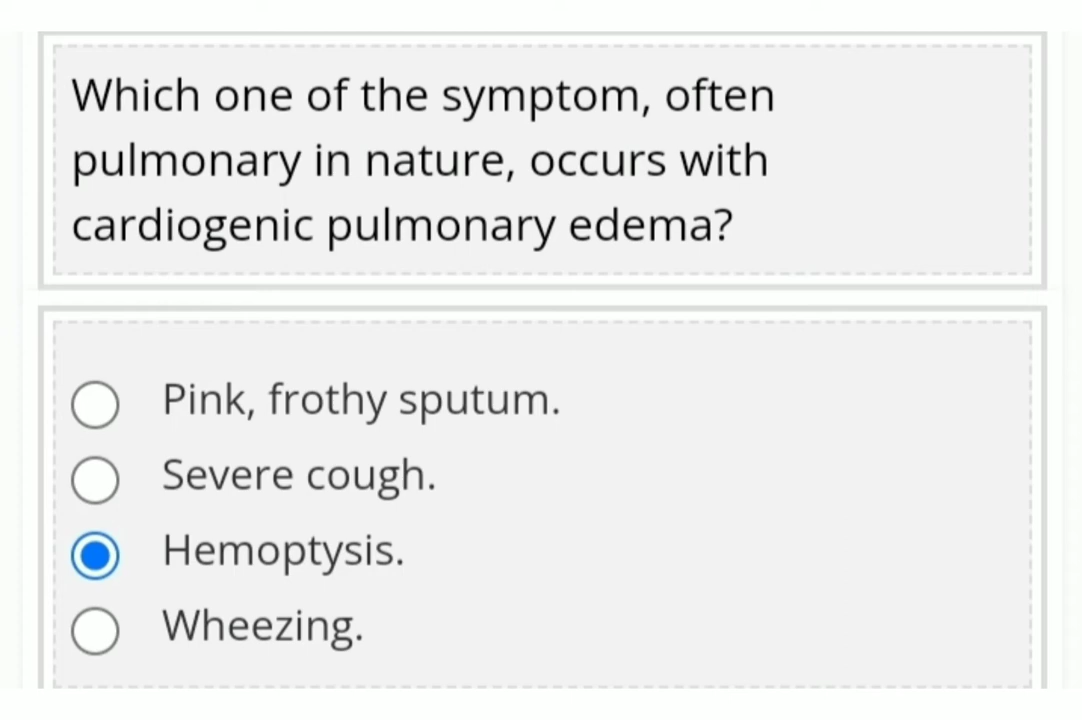 Which one of the symptom, often
pulmonary in nature, occurs with
cardiogenic pulmonary edema?
Pink, frothy sputum.
Severe cough.
Hemoptysis.
Wheezing.